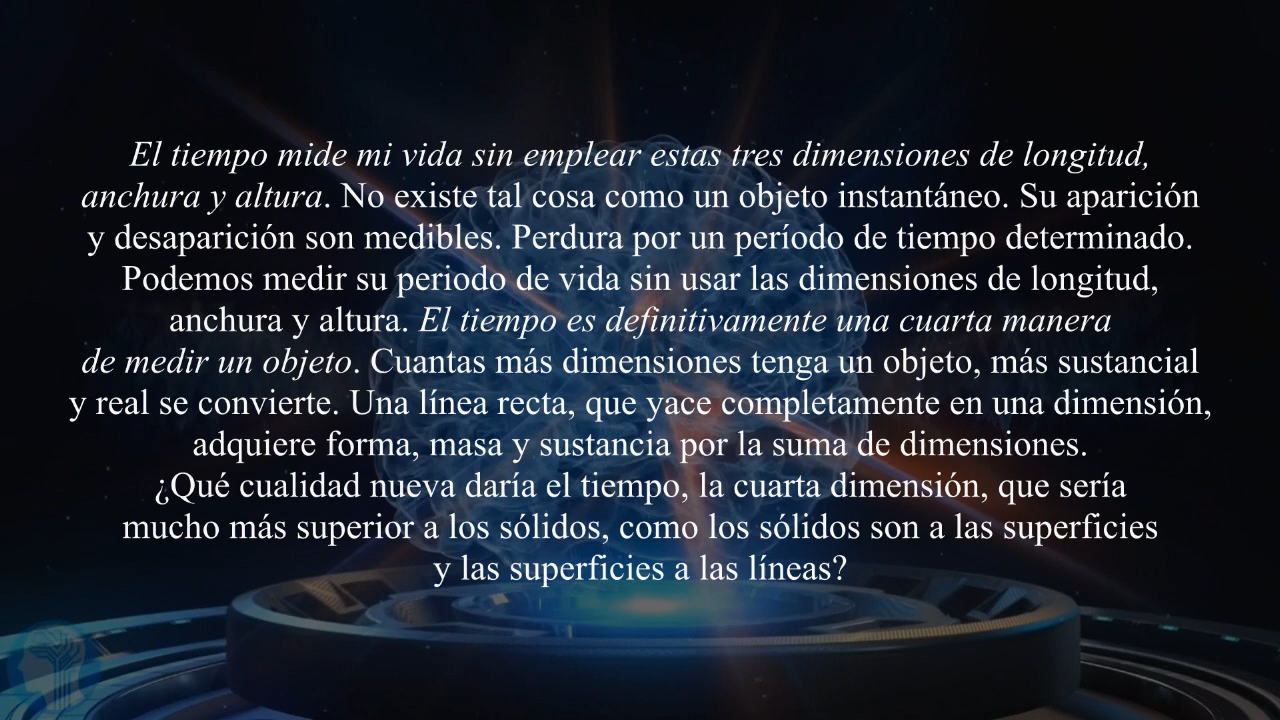 El tiempo mide mi vida sin emplear estas tres dimensiones de longitud,
anchura y altura. No existe tal cosa como un objeto instantáneo. Su aparición
y desaparición son medibles. Perdura por un período de tiempo determinado.
Podemos medir su periodo de vida sin usar las dimensiones de longitud,
anchura y altura. El tiempo es definitivamente una cuarta manera
de medir un objeto. Cuantas más dimensiones tenga un objeto, más sustancial
y real se convierte. Una línea recta, que yace completamente en una dimensión,
adquiere forma, masa y sustancia por la suma de dimensiones.
¿Qué cualidad nueva daría el tiempo, la cuarta dimensión, que sería
mucho más superior a los sólidos, como los sólidos son a las superficies
y las superficies a las líneas?